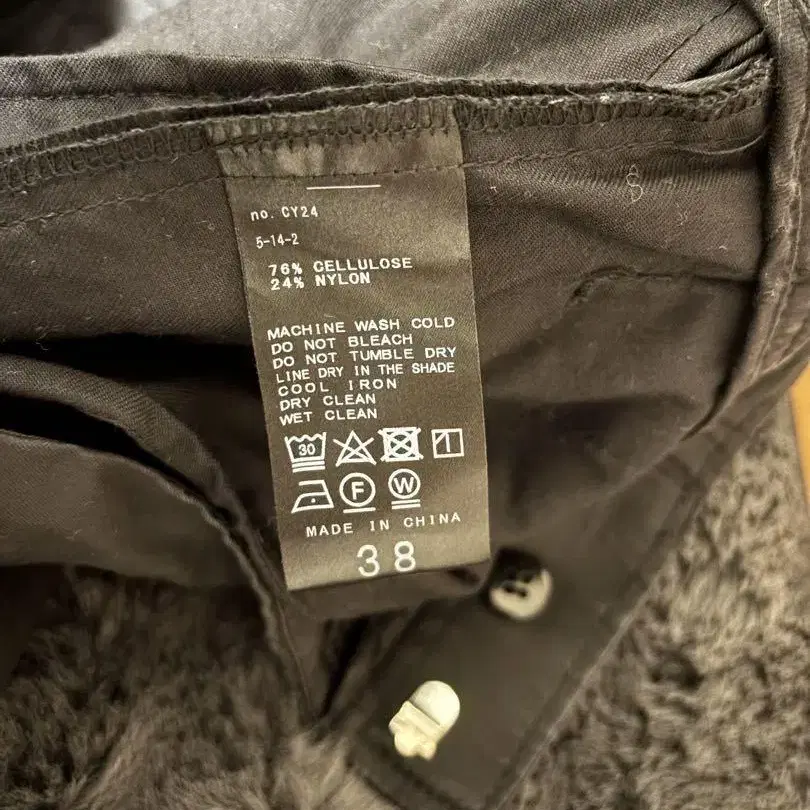 no. CY24
5-14-2
76% CELLULOSE
24% NYLON
MACHINE WASH COLD
DO NOT BLEACH
DO NOT TUMBLE DRY
LINE DRY IN THE SHADE
COOL IRON
DRY CLEAN
WET CLEAN
30
F W
MADE IN CHINA
38